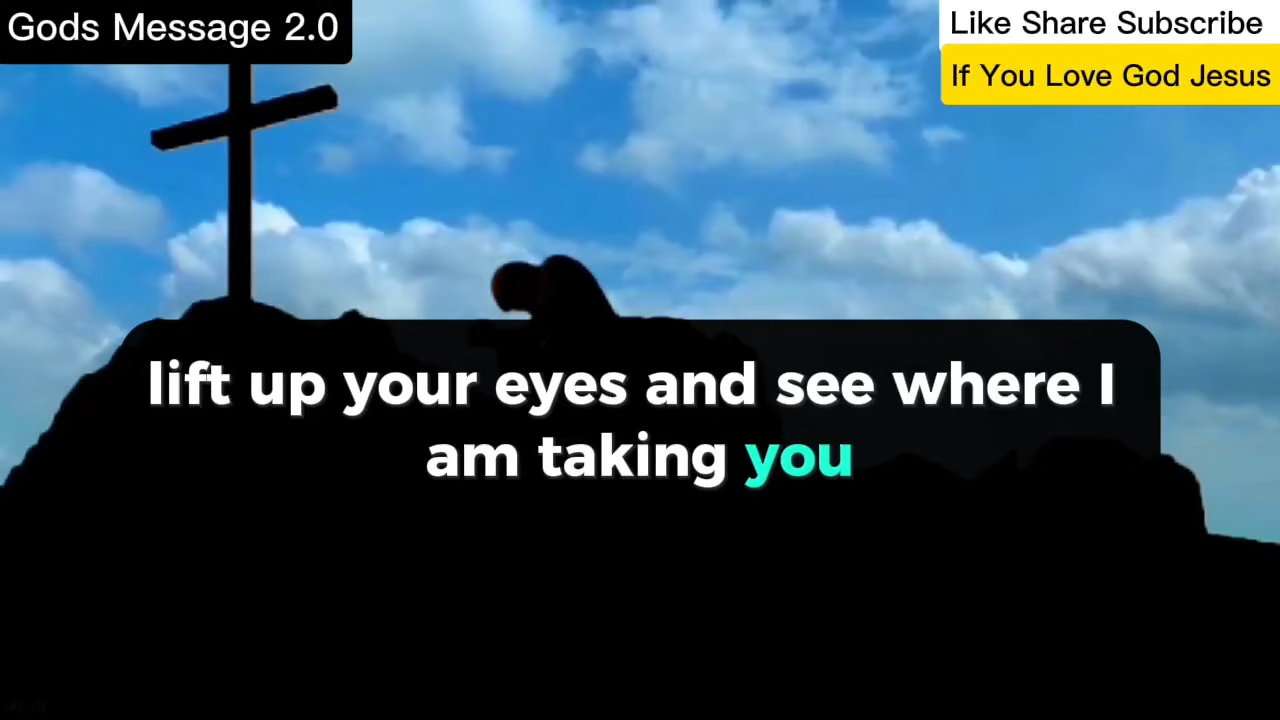 Gods Message 2.0
Like Share Subscribe
If You Love God Jesus
lift up your eyes and see where I
am taking you